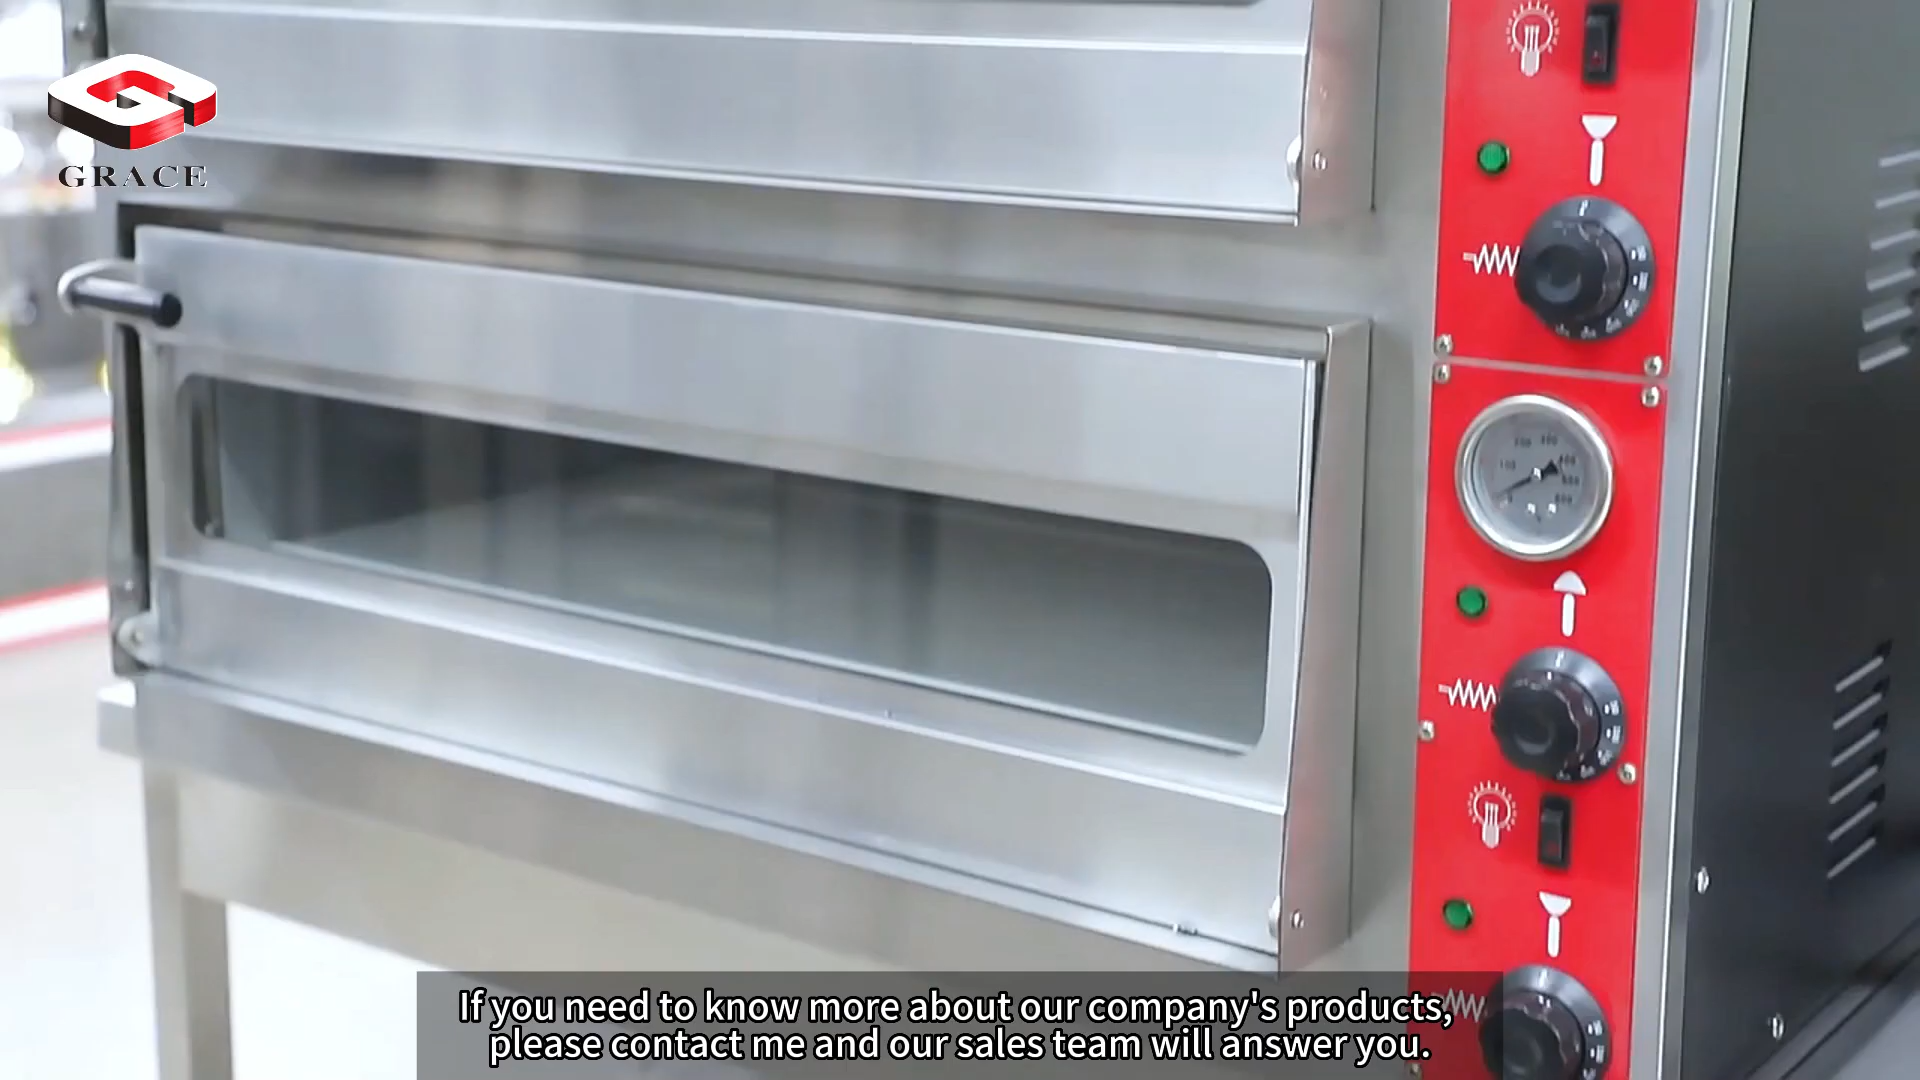 GRACE
If you need to know more about our company's products,
please contact me and our sales team will answer you.